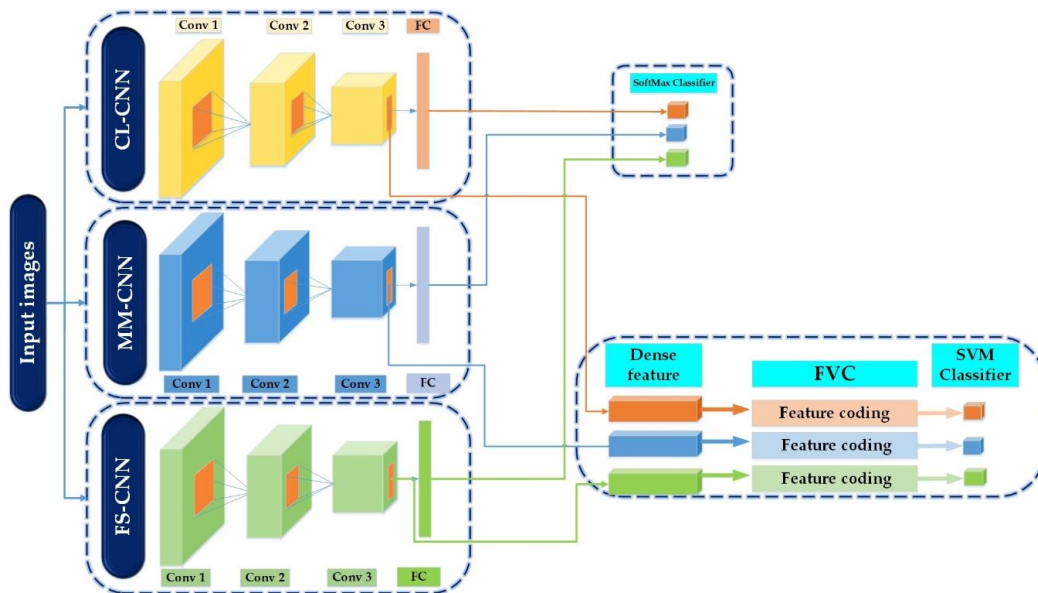 Input images
CL-CNN
Conv 1
Conv 2
Conv 3
FC
MM-CNN
Conv 1
Conv 2
Conv 3
FC
FS-CNN
Conv 1
Conv 2
Conv 3
FC
SoftMax Classifier
Dense
feature
FVC
SVM
Classifier
Feature coding
Feature coding
Feature coding